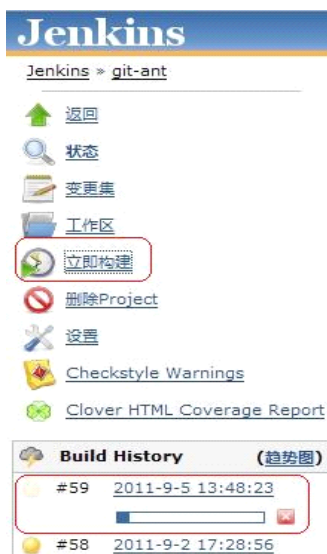 Jenkins
Jenkins » git-ant
返回
状态
变更集
工作区
立即构建
删除Project
设置
Checkstyle Warnings
Clover HTML Coverage Report
Build History (趋势图)
#59 2011-9-5 13:48:23
#58 2011-9-2 17:28:56